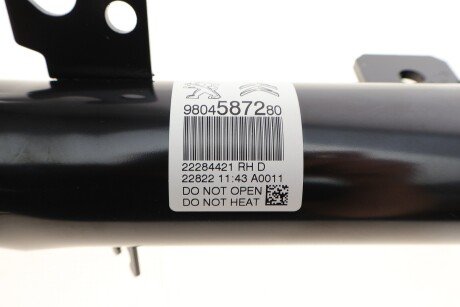 9804587280
22284421 RH D
22822 11:43 A0011
DO NOT OPEN
DO NOT HEAT